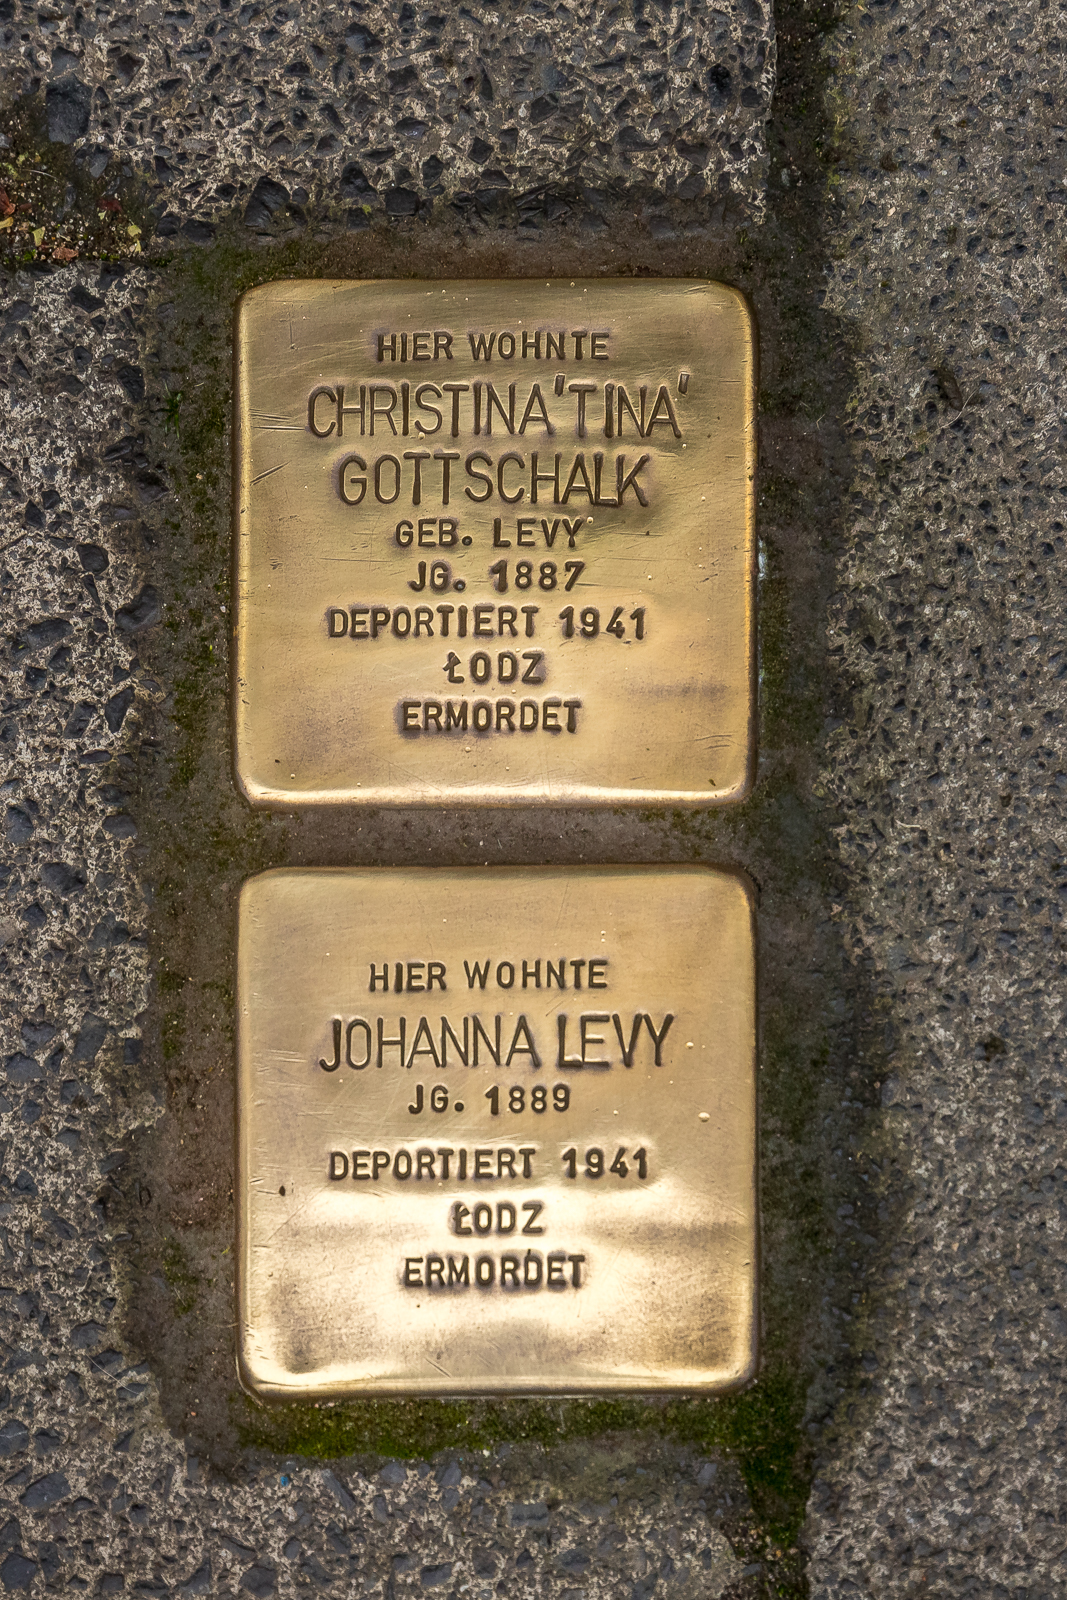 HIER WOHNTE
CHRISTINA 'TINA'
GOTTSCHALK
GEB. LEVY
JG. 1887
DEPORTIERT 1941
ŁODZ
ERMORDET
HIER WOHNTE
JOHANNA LEVY
JG. 1889
DEPORTIERT 1941
ŁODZ
ERMORDET